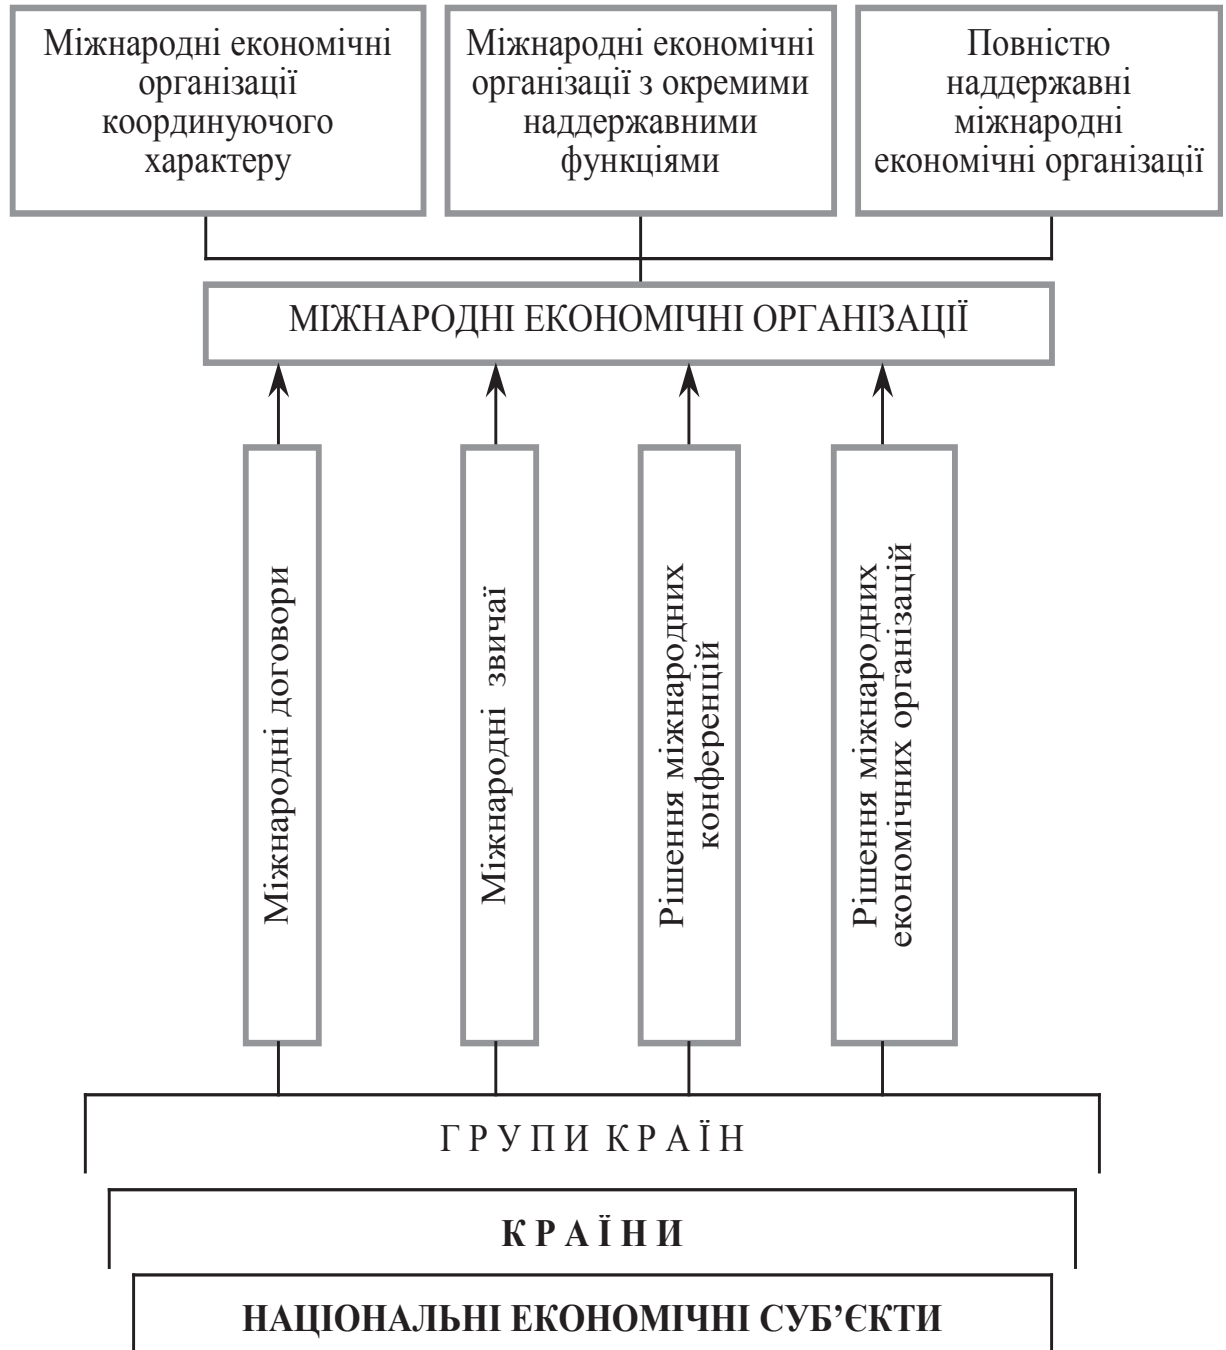 Міжнародні економічні
організації
координуючого
характеру
Міжнародні економічні
організації з окремими
наддержавними
функціями
Повністю
наддержавні
міжнародні
економічні організації
МІЖНАРОДНІ ЕКОНОМІЧНІ ОРГАНІЗАЦІЇ
Міжнародні договори
Міжнародні звичаї
Рішення міжнародних
конференцій
Рішення міжнародних
економічних організацій
Г Р У П И К Р А Ї Н
К Р А Ї Н И
НАЦІОНАЛЬНІ ЕКОНОМІЧНІ СУБ’ЄКТИ